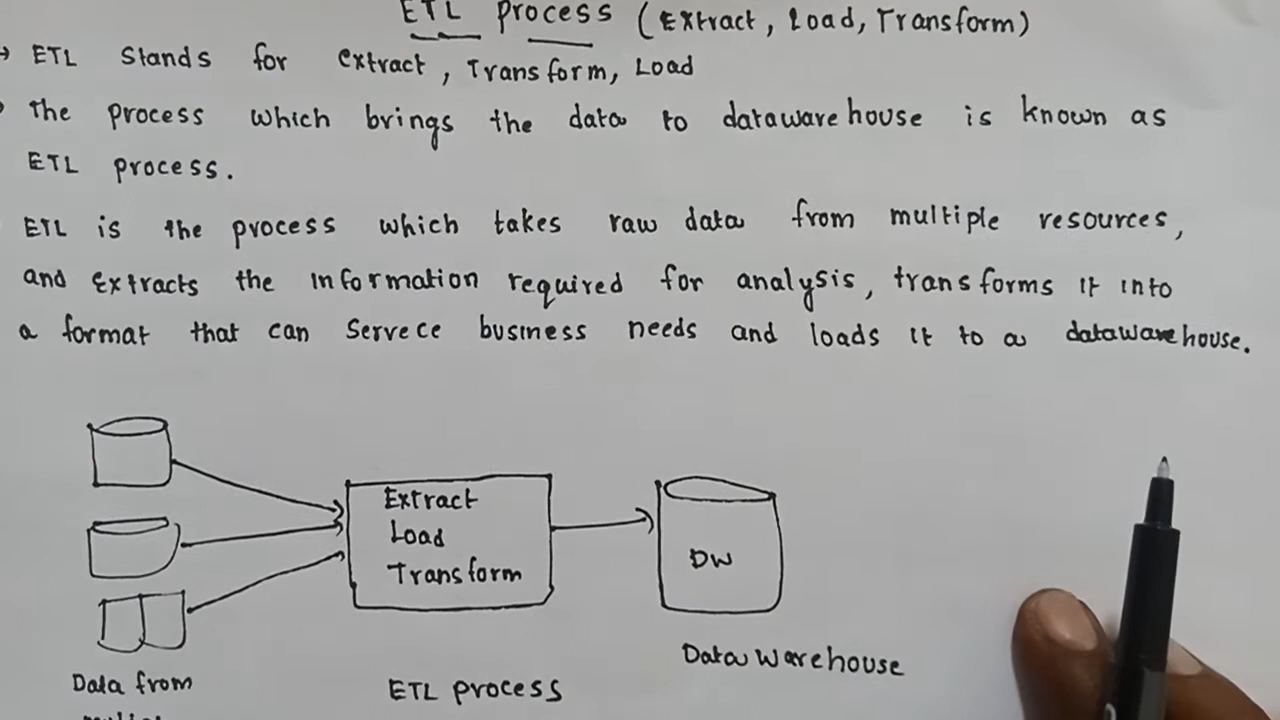 ETL Process (Extract, Load, Transform)
ETL Stands for extract, Transform, Load
The process which brings the data to datawarehouse is known as
ETL process.
ETL is the process which takes raw data from multiple resources,
and extracts the information required for analysis, transforms it into
a format that can Servece business needs and loads it to a datawarehouse.
Extract
Load
Transform
DW
Data from
ETL process
Data warehouse